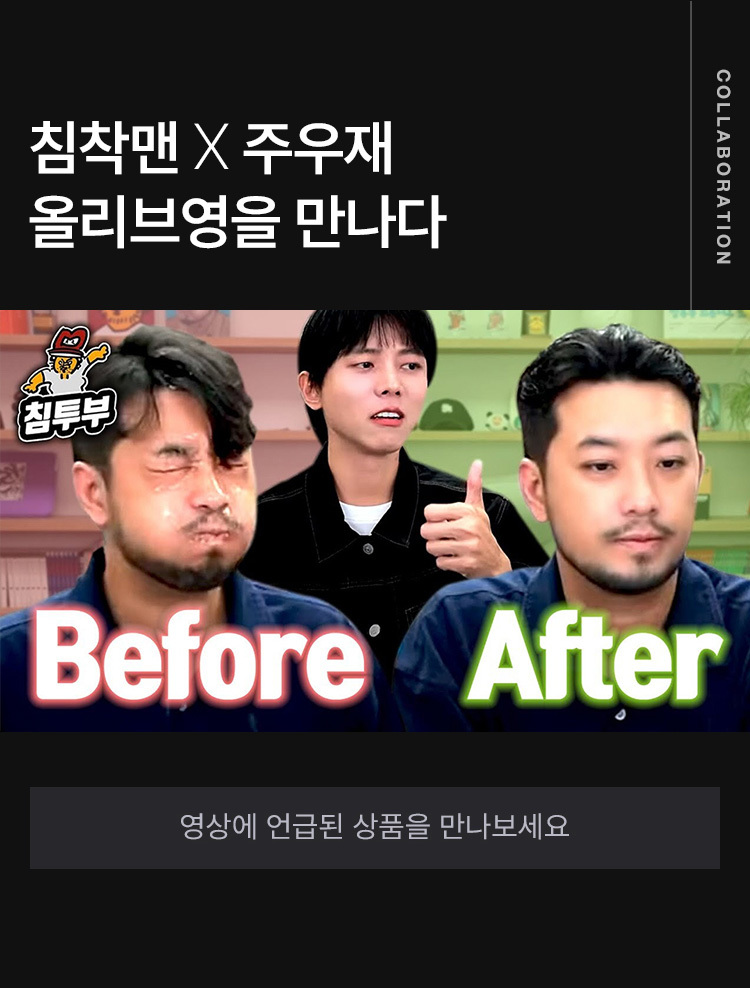 COLLABORATION
침착맨 X 주우재
올리브영을 만나다
침투부
Before
After
영상에 언급된 상품을 만나보세요